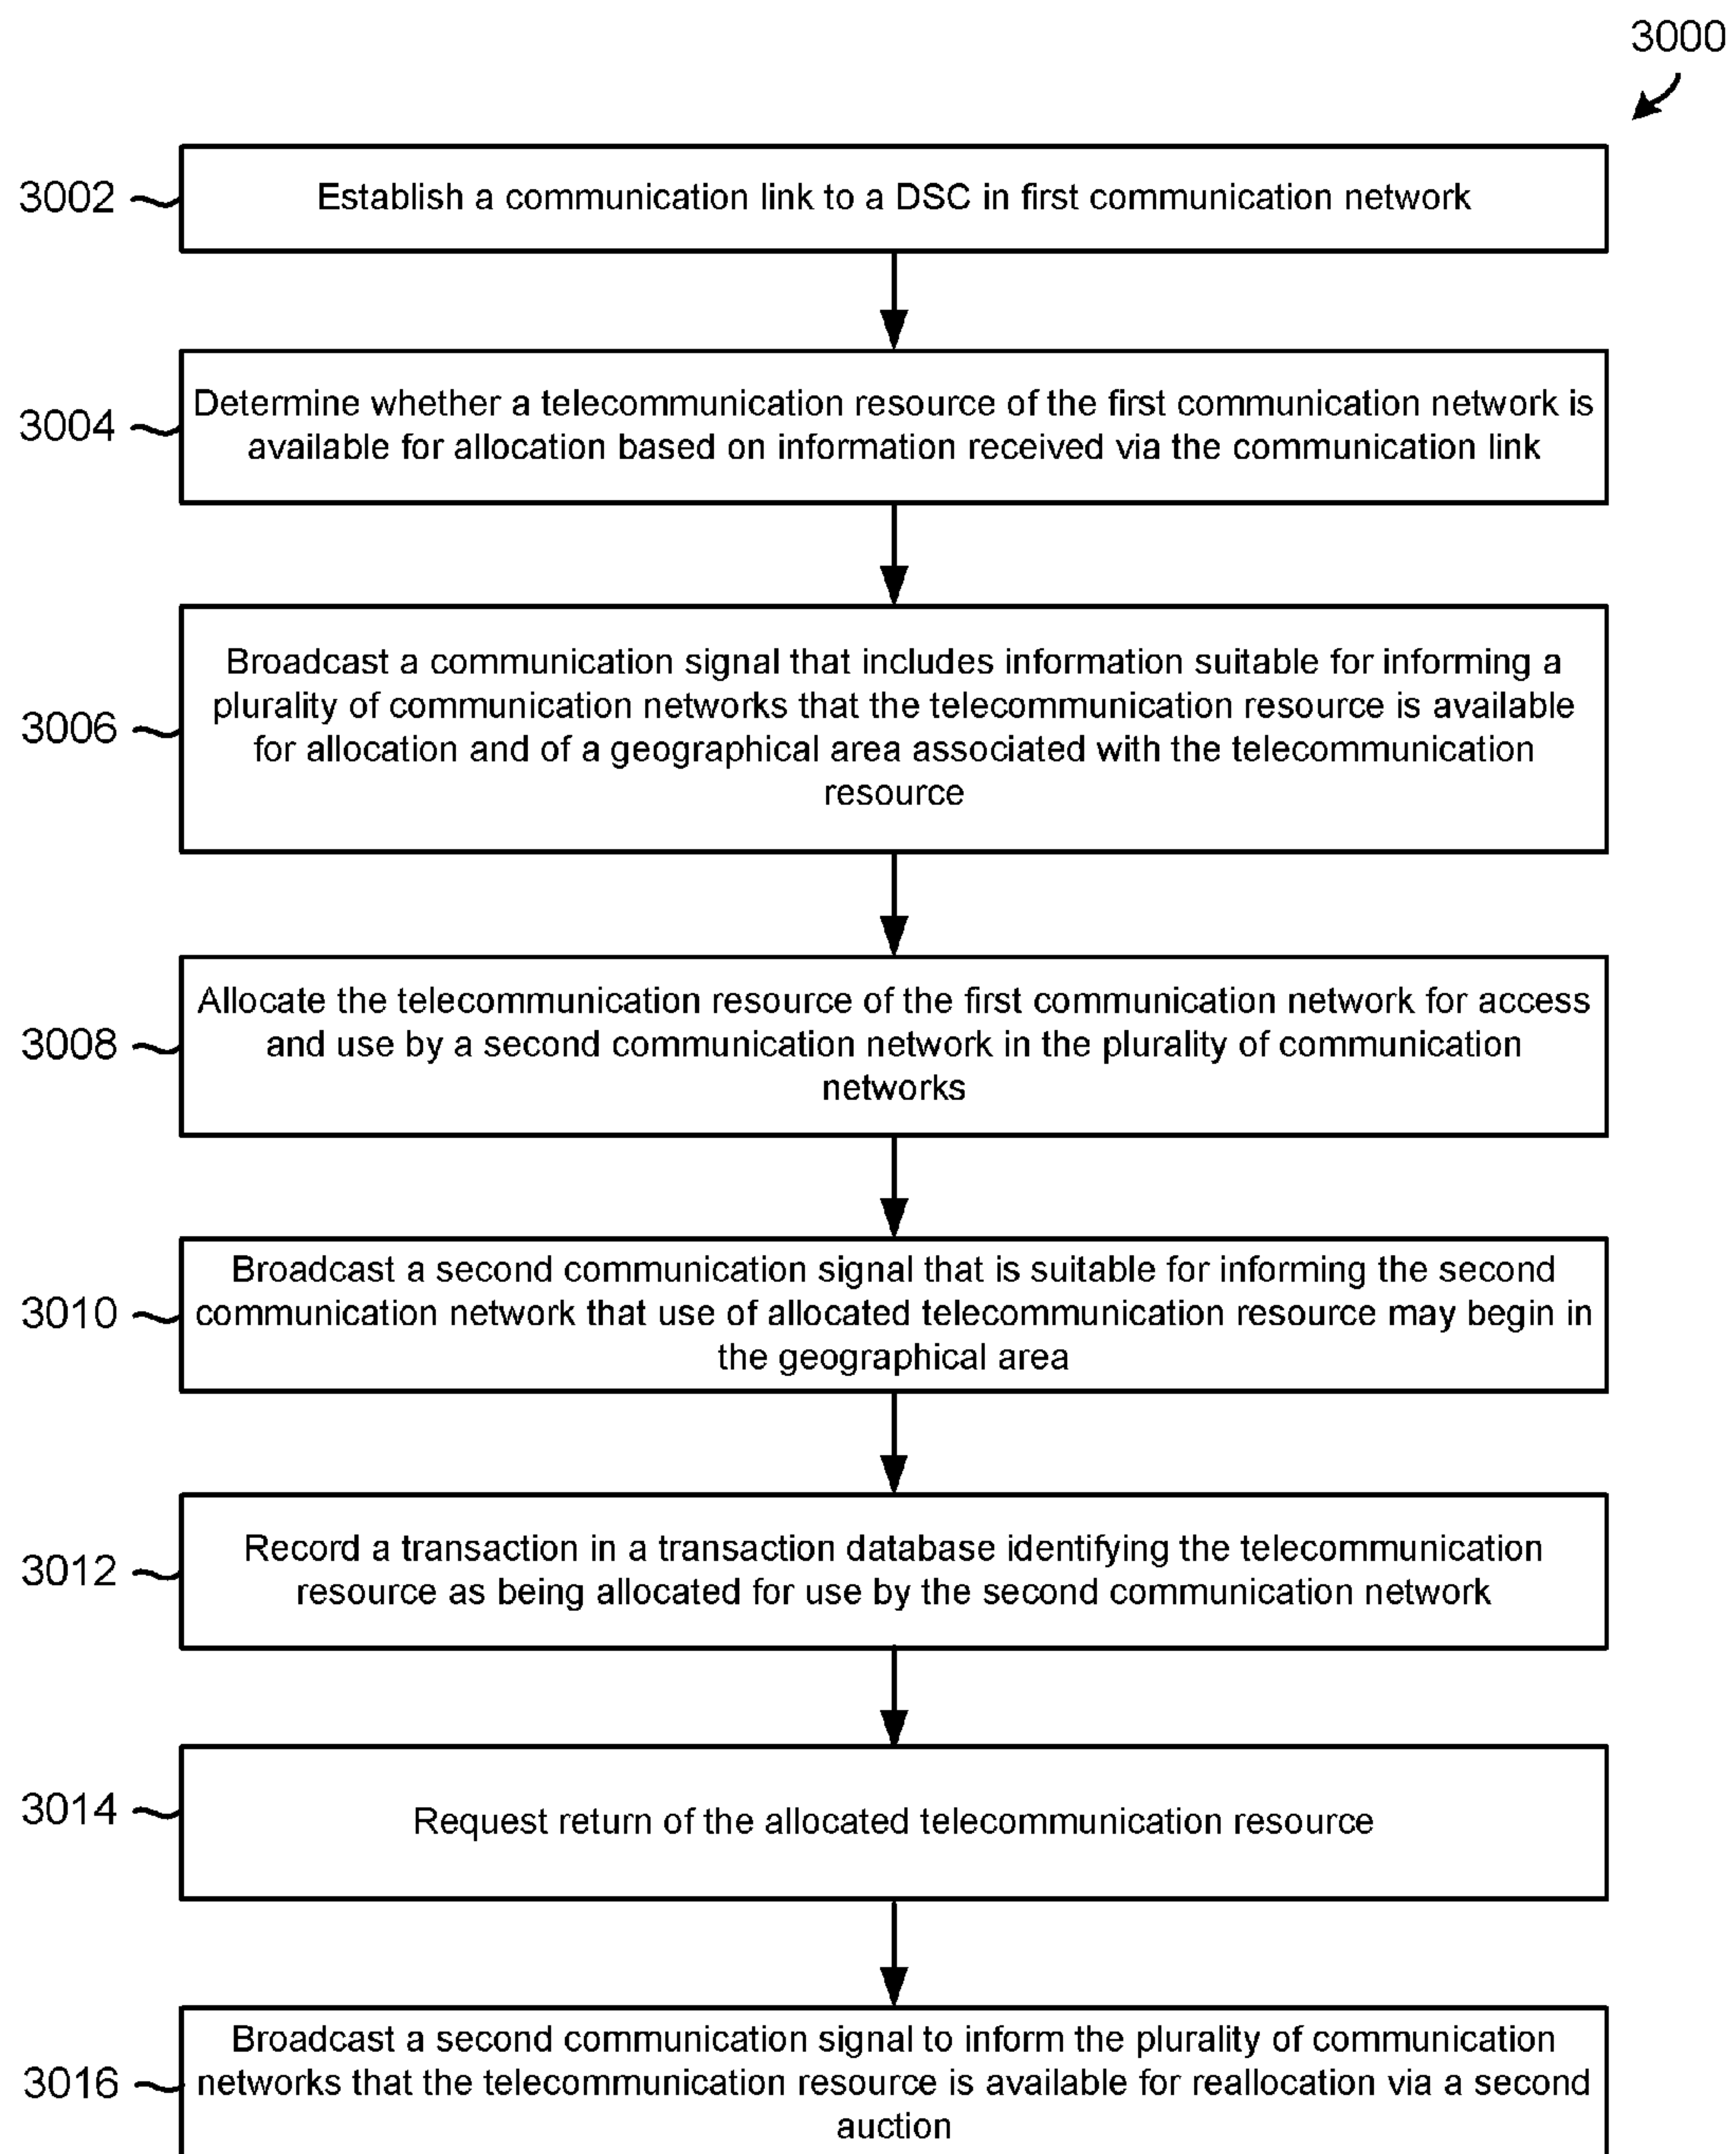 3000
3002
Establish a communication link to a DSC in first communication network
3004
Determine whether a telecommunication resource of the first communication network is
available for allocation based on information received via the communication link
3006
Broadcast a communication signal that includes information suitable for informing a
plurality of communication networks that the telecommunication resource is available
for allocation and of a geographical area associated with the telecommunication
resource
3008
Allocate the telecommunication resource of the first communication network for access
and use by a second communication network in the plurality of communication
networks
3010
Broadcast a second communication signal that is suitable for informing the second
communication network that use of allocated telecommunication resource may begin in
the geographical area
3012
Record a transaction in a transaction database identifying the telecommunication
resource as being allocated for use by the second communication network
3014
Request return of the allocated telecommunication resource
3016
Broadcast a second communication signal to inform the plurality of communication
networks that the telecommunication resource is available for reallocation via a second
auction